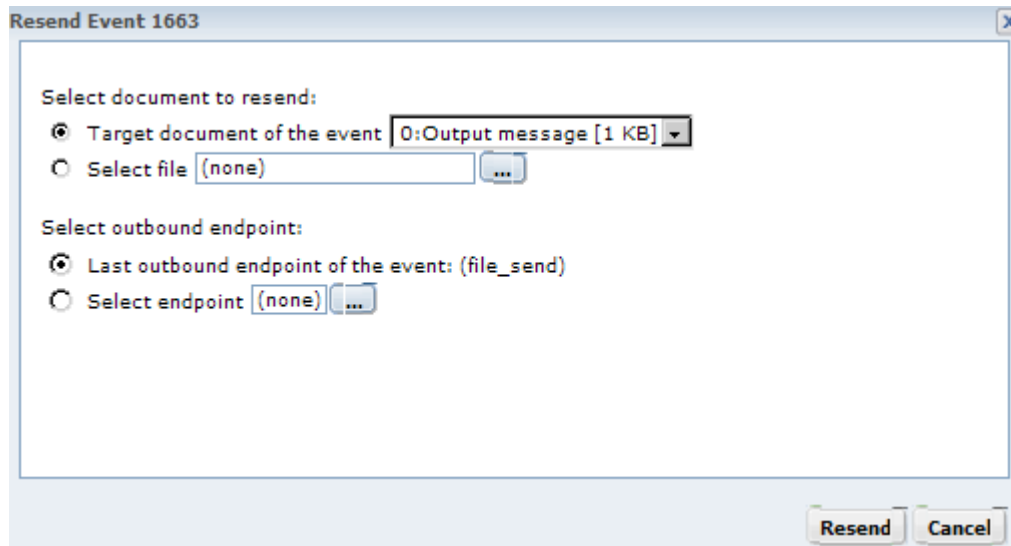 Resend Event 1663
Select document to resend:
Target document of the event 0:Output message [1 KB]
Select file (none) ...
Select outbound endpoint:
Last outbound endpoint of the event: (file_send)
Select endpoint (none) ...
Resend Cancel